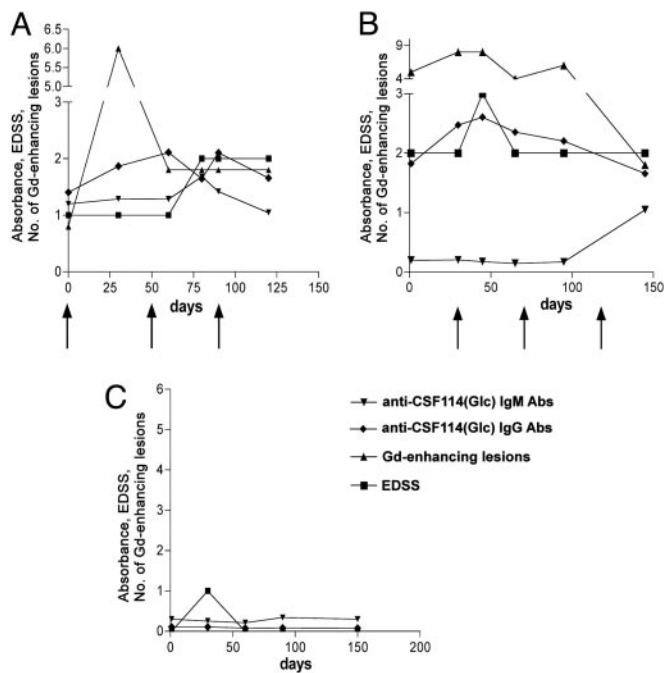 A
Absorbance, EDSS,
No. of Gd-enhancing lesions
6.5
6.0
5.5
5.0
2
1
0
0 25 50 75 100 125 150
days
B
Absorbance, EDSS,
No. of Gd-enhancing lesions
9
4
3
2
1
0
0 50 100 150
days
C
Absorbance, EDSS,
No. of Gd-enhancing lesions
6
5
4
3
2
1
0
0 50 100 150 200
days
anti-CSF114(Glc) IgM Abs
anti-CSF114(Glc) IgG Abs
Gd-enhancing lesions
EDSS